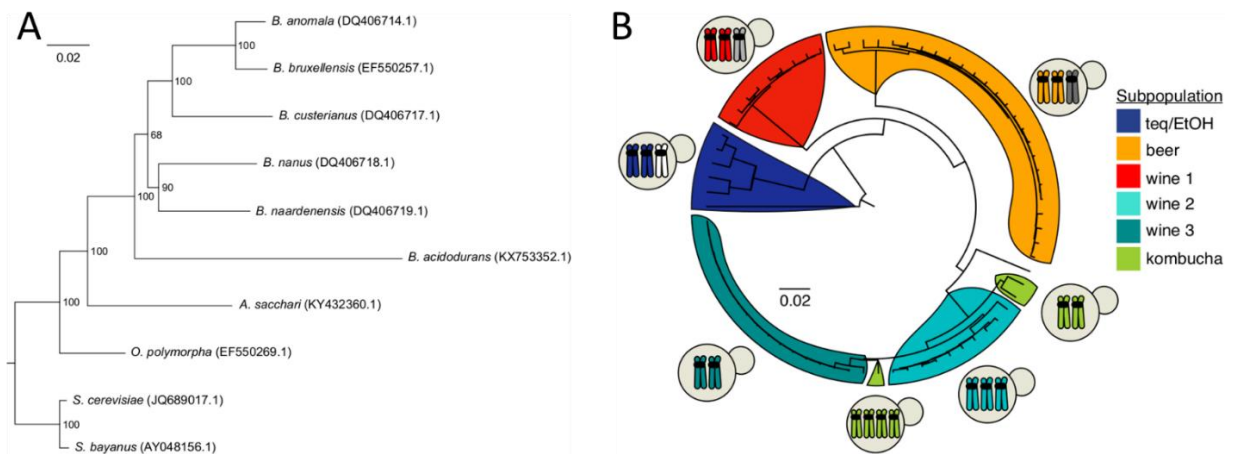 A
0.02
B. anomala (DQ406714.1)
100
B. bruxellensis (EF550257.1)
100
B. custerianus (DQ406717.1)
68
B. nanus (DQ406718.1)
90
100
B. naardenensis (DQ406719.1)
100
B. acidodurans (KX753352.1)
100
A. sacchari (KY432360.1)
O. polymorpha (EF550269.1)
S. cerevisiae (JQ689017.1)
100
S. bayanus (AY048156.1)
B
0.02
Subpopulation
teq/EtOH
beer
wine 1
wine 2
wine 3
kombucha